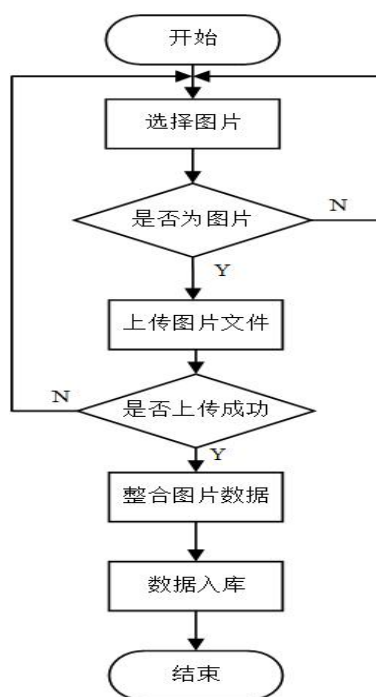 开始
选择图片
是否为图片
N
Y
上传图片文件
是否上传成功
N
Y
整合图片数据
数据入库
结束